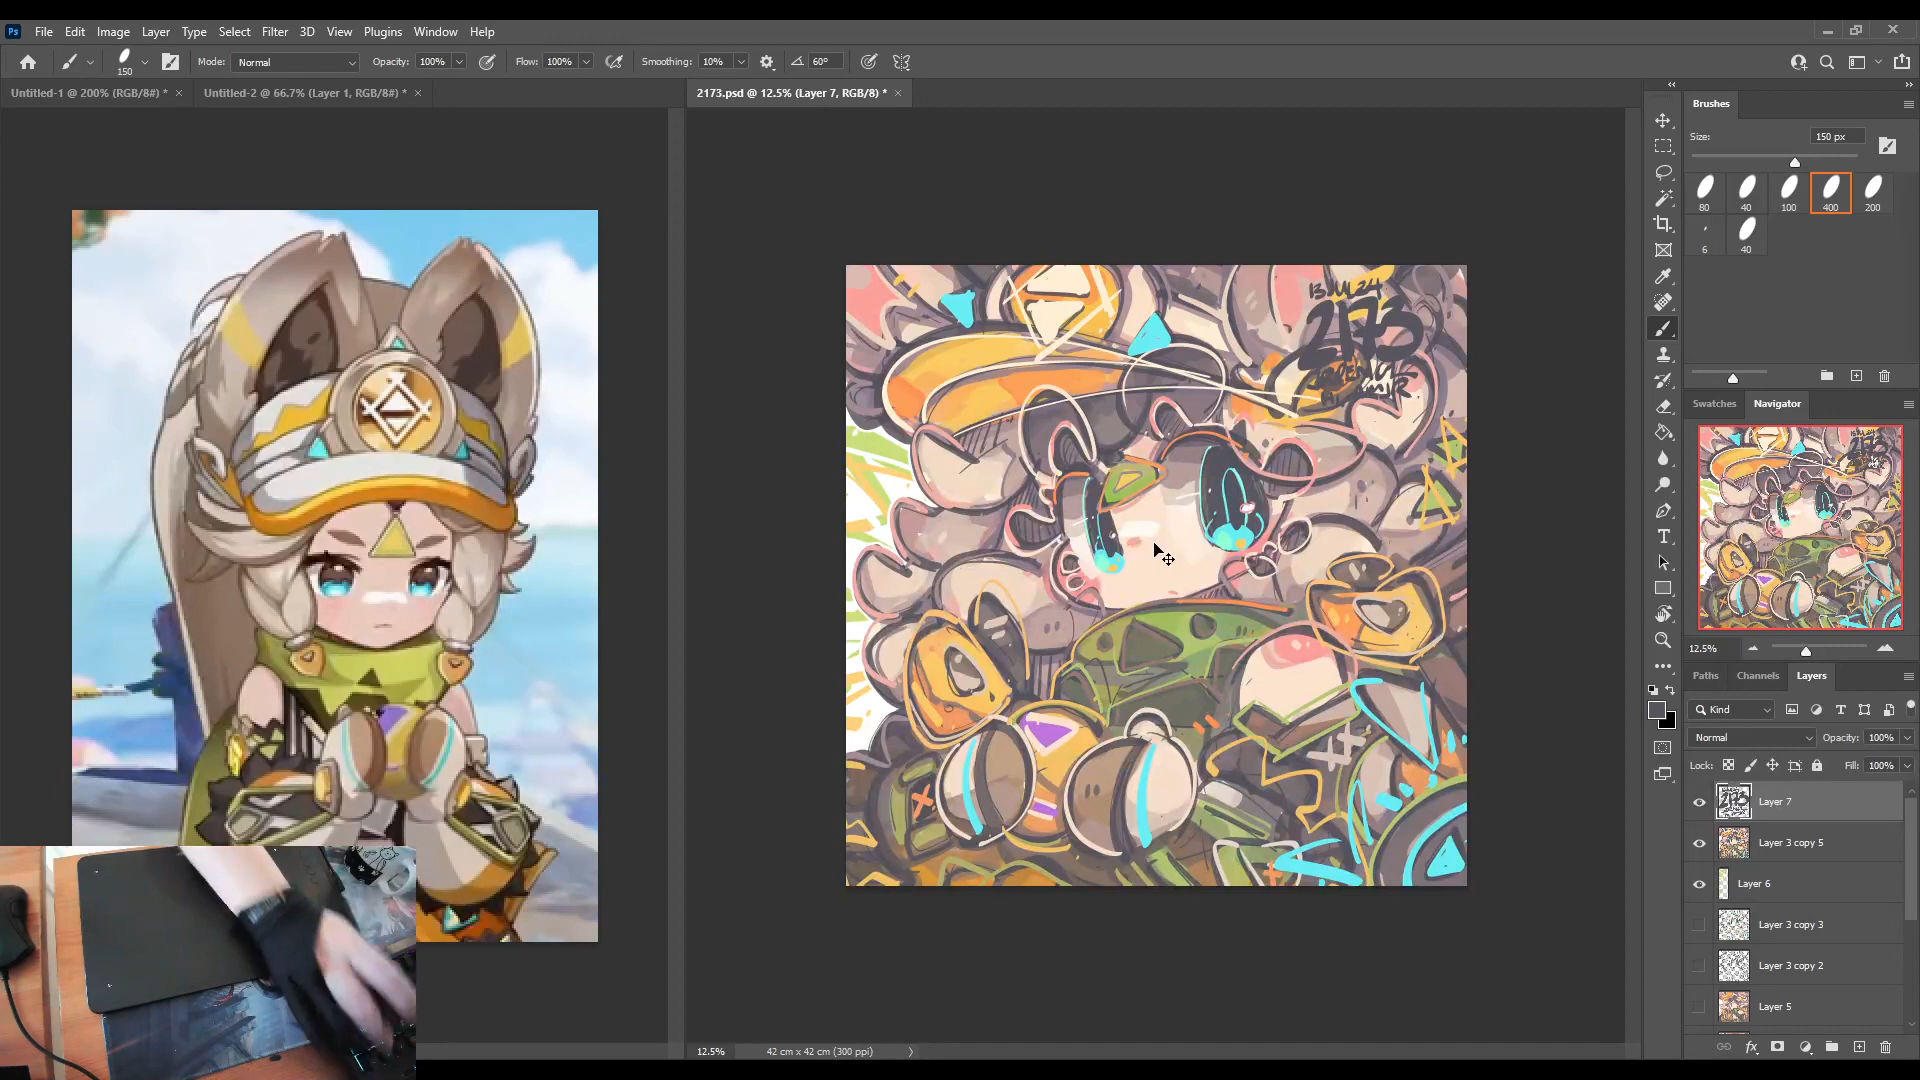 Ps File Edit Image Layer Type Select Filter 3D View Plugins Window Help
150 Mode: Normal Opacity: 100% Flow: 100% Smoothing: 10% 60°
Untitled-1 @ 200% (RGB/8#) * × Untitled-2 @ 66.7% (Layer 1, RGB/8#) * × 2173.psd @ 12.5% (Layer 7, RGB/8) * ×
Brushes
Size: 150 px
80 40 100 400 200
6 40
Swatches Navigator
12.5%
Paths Channels Layers
Kind
Normal Opacity: 100%
Lock: Fill: 100%
Layer 7
Layer 3 copy 5
Layer 6
Layer 3 copy 3
Layer 3 copy 2
Layer 5
fx
13 JUL 24
2173
12.5% 42 cm x 42 cm (300 ppi)